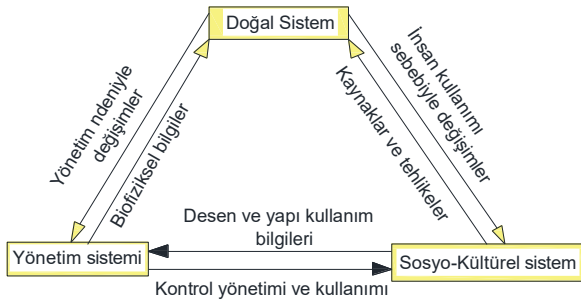 Doğal Sistem
Yönetim ndeniyle
değişimler
Biofiziksel bilgiler
İnsan kullanımı
sebebiyle değişimler
Kaynaklar ve tehlikeler
Desen ve yapı kullanım
bilgileri
Yönetim sistemi
Sosyo-Kültürel sistem
Kontrol yönetimi ve kullanımı